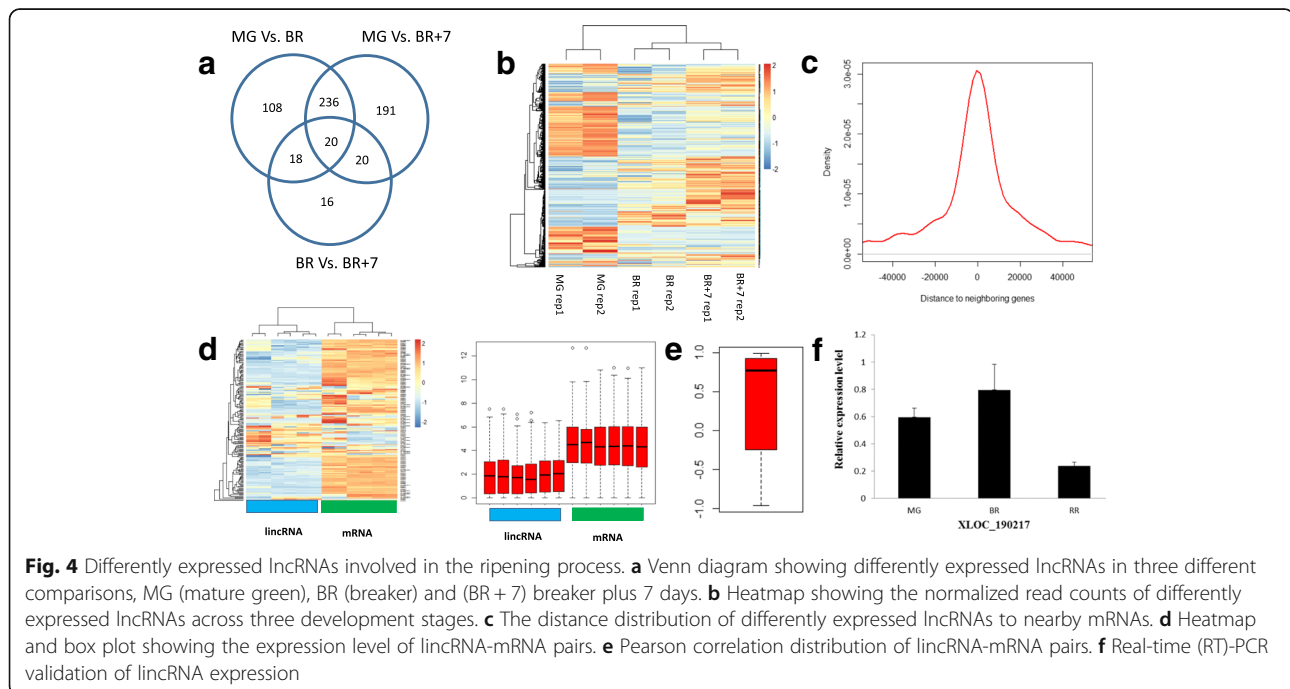 MG Vs. BR
MG Vs. BR+7
a
108
236
191
20
18
20
16
BR Vs. BR+7
b
2
1
0
-1
-2
MG rep1
MG rep2
BR rep1
BR rep2
BR+7 rep1
BR+7 rep2
c
Density
3.0e-05
2.0e-05
1.0e-05
0.0e+00
-40000
-20000
0
20000
40000
Distance to neighboring genes
d
2
1
0
-1
-2
lincRNA
mRNA
12
10
8
6
4
2
0
lincRNA
mRNA
e
1.0
0.5
0.0
-0.5
-1.0
f
Relative expression level
1.2
1
0.8
0.6
0.4
0.2
0
MG
BR
RR
XLOC_190217
Fig. 4 Differently expressed lncRNAs involved in the ripening process. a Venn diagram showing differently expressed lncRNAs in three different
comparisons, MG (mature green), BR (breaker) and (BR + 7) breaker plus 7 days. b Heatmap showing the normalized read counts of differently
expressed lncRNAs across three development stages. c The distance distribution of differently expressed lncRNAs to nearby mRNAs. d Heatmap
and box plot showing the expression level of lincRNA-mRNA pairs. e Pearson correlation distribution of lincRNA-mRNA pairs. f Real-time (RT)-PCR
validation of lincRNA expression